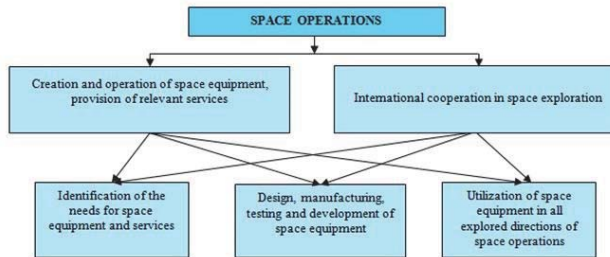 SPACE OPERATIONS
Creation and operation of space equipment,
provision of relevant services
International cooperation in space exploration
Identification of the
needs for space
equipment and services
Design, manufacturing,
testing and development of
space equipment
Utilization of space
equipment in all
explored directions of
space operations